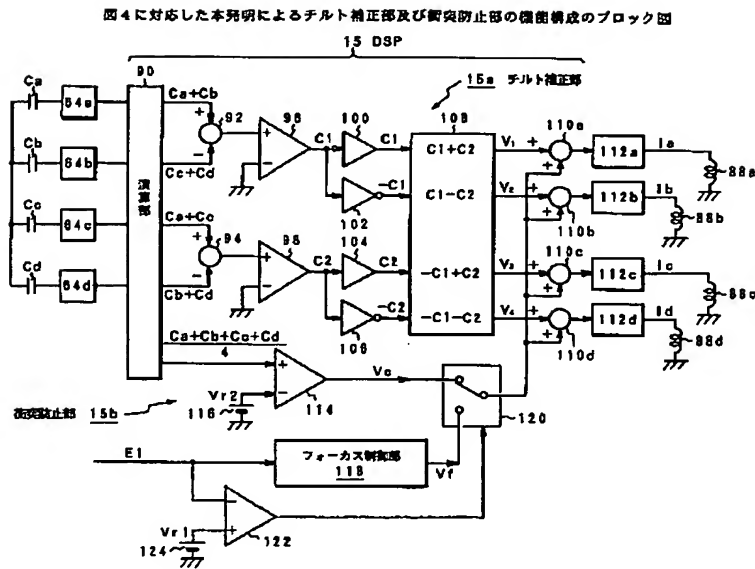 図4に対応した本発明によるチルト補正部及び衝突防止部の機能構成のブロック図
15 DSP
90
15a チルト補正部
Ca
64a
Ca+Cb
+
92
96
100
C1
C1
108
C1+C2
V1
+
110a
112a
Ia
88a
Cb
64b
−
Cc+Cd
102
−C1
C1−C2
V2
+
+
110b
112b
Ib
88b
演算部
Cc
64c
Ca+Cc
+
94
98
104
C2
C2
−C1+C2
V3
+
+
110c
112c
Ic
88c
Cd
64d
−
Cb+Cd
106
−C2
−C1−C2
V4
+
+
110d
112d
Id
88d
+
Ca+Cb+Cc+Cd
4
+
−
114
Vc
Vr2
116
120
衝突防止部 15b
E1
フォーカス制御部
118
Vf
−
+
122
Vr1
124